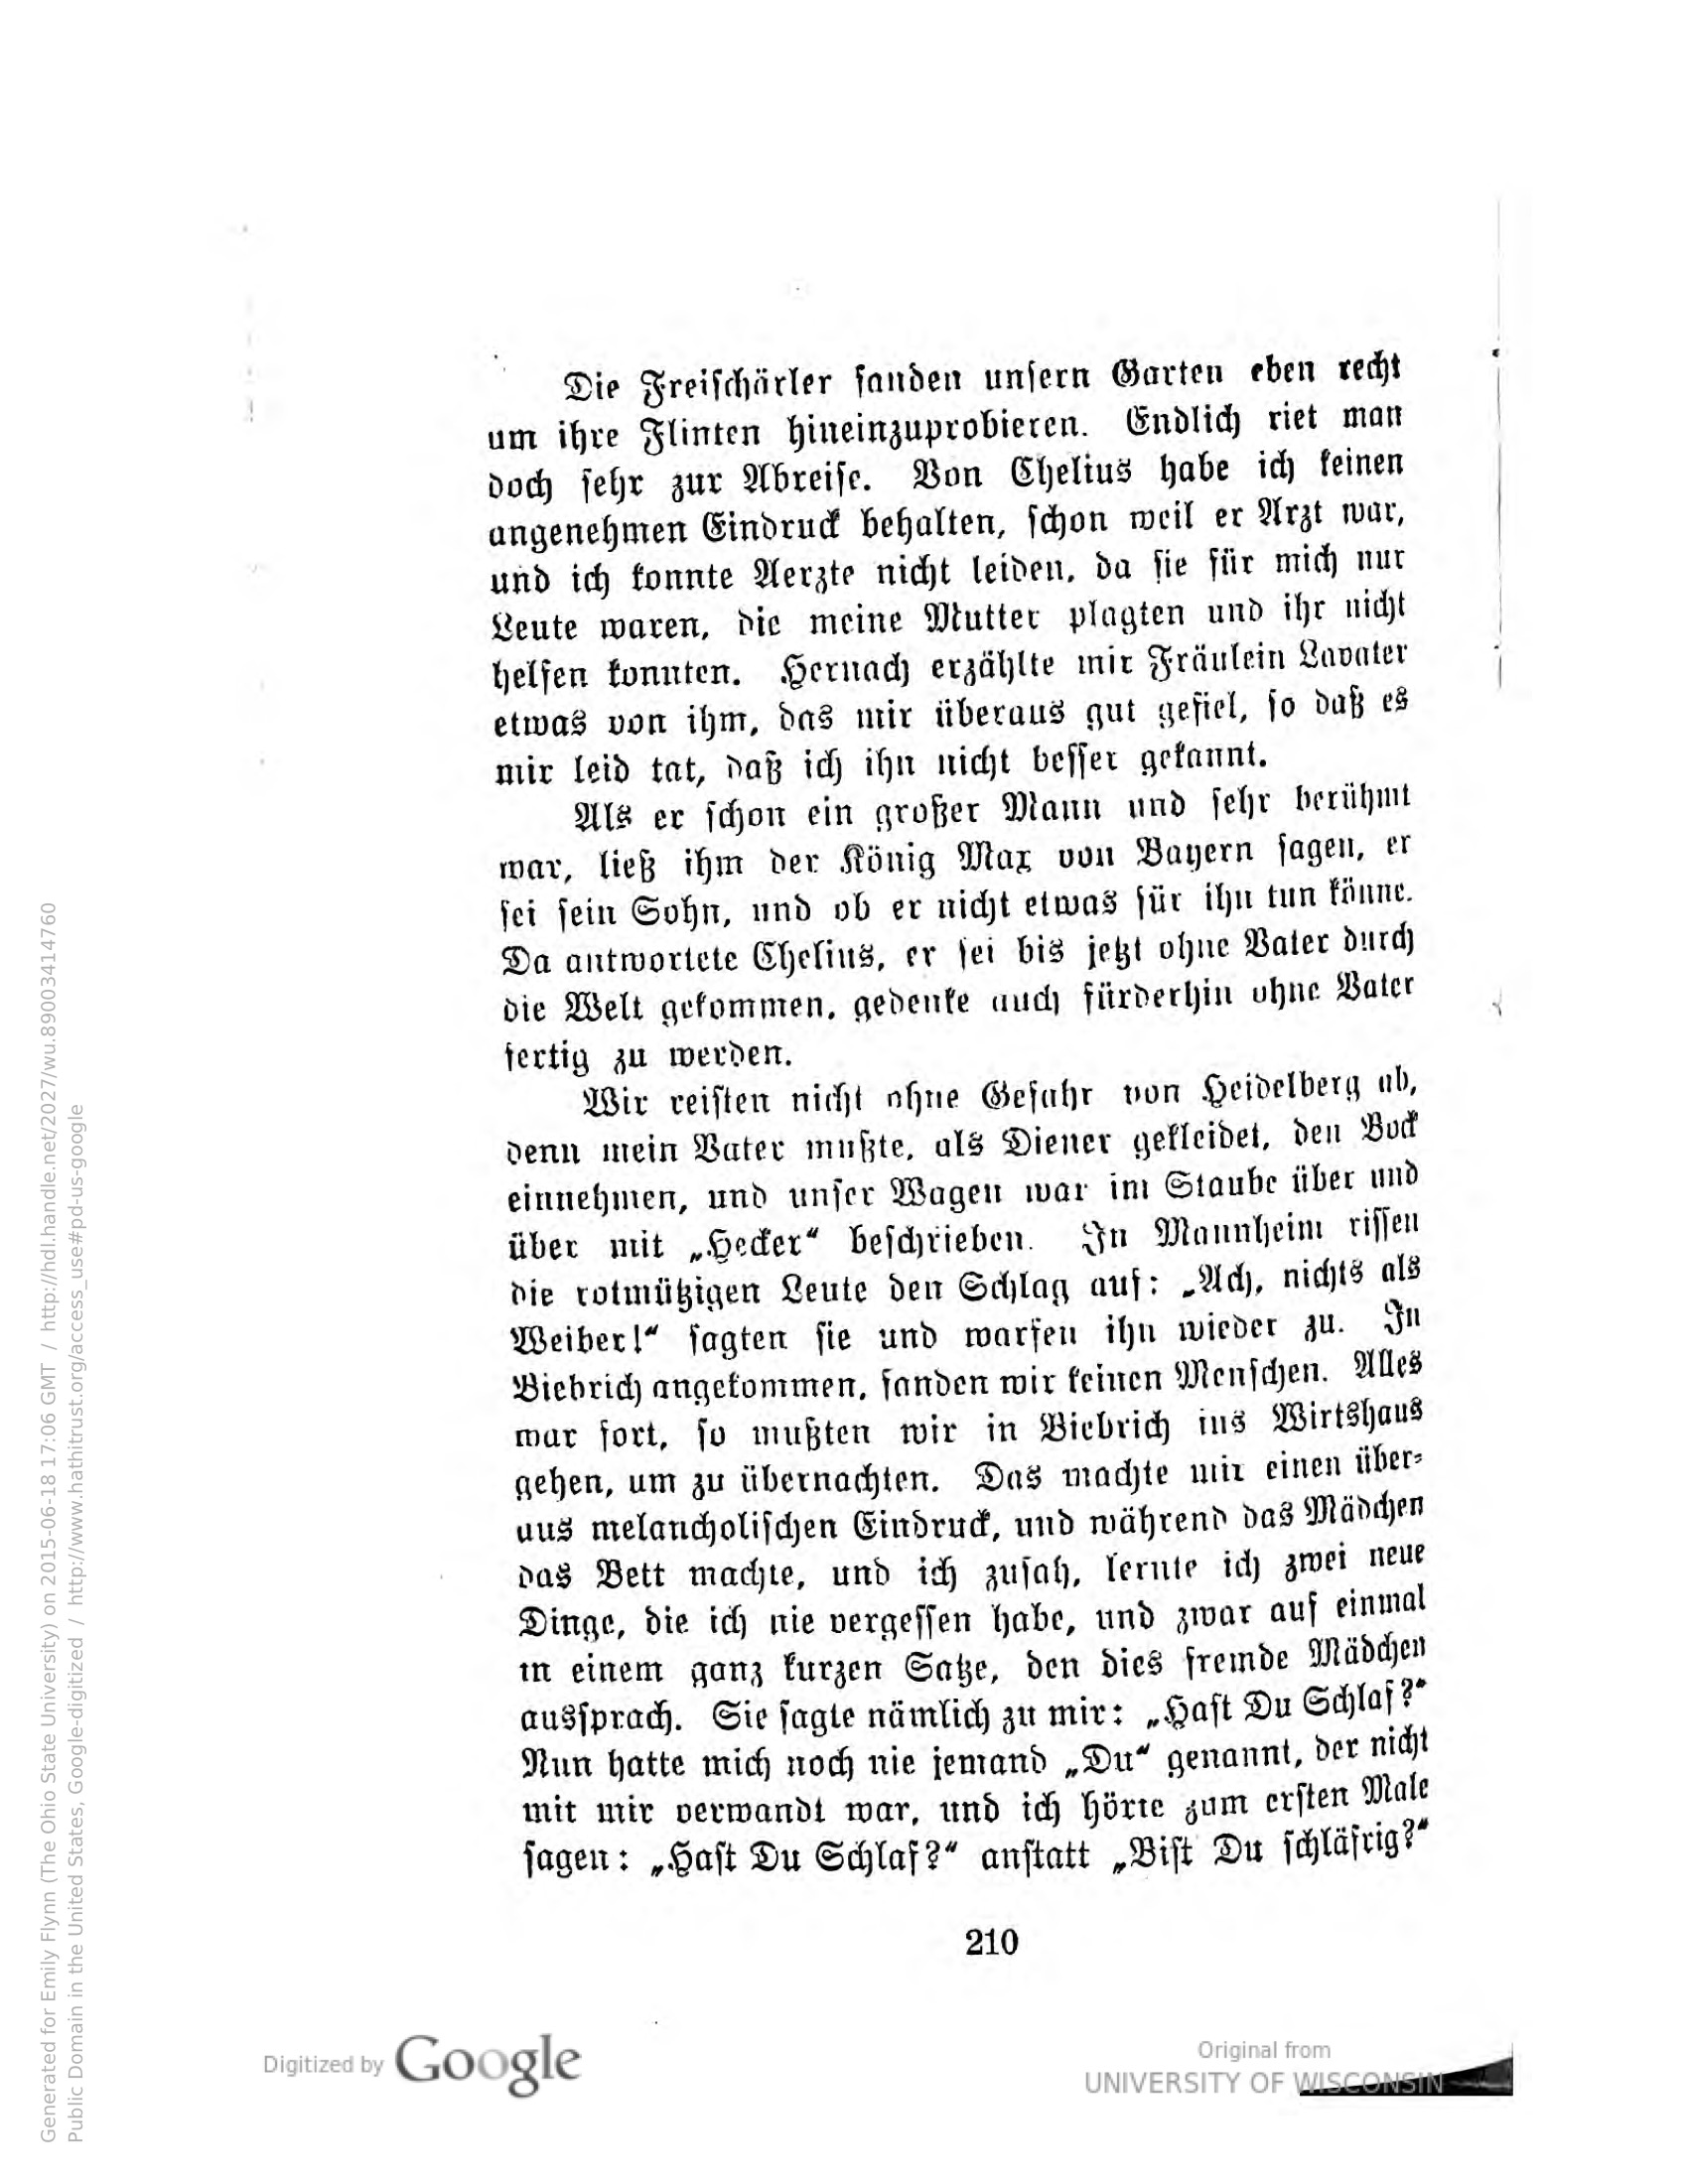 Die Freischärler fanden unsern Garten eben recht
um ihre Flinten hineinzuprobieren. Endlich riet man
doch sehr zur Abreise. Von Chelius habe ich keinen
angenehmen Eindruck behalten, schon weil er Arzt war,
und ich konnte Aerzte nicht leiden, da sie für mich nur
Leute waren, die meine Mutter plagten und ihr nicht
helfen konnten. Hernach erzählte mir Fräulein Lavater
etwas von ihm, das mir überaus gut gefiel, so daß es
mir leid tat, daß ich ihn nicht besser gekannt.
Als er schon ein großer Mann und sehr berühmt
war, ließ ihm der König Max von Bayern sagen, er
sei sein Sohn, und ob er nicht etwas für ihn tun könne.
Da antwortete Chelius, er sei bis jetzt ohne Vater durch
die Welt gekommen, gedenke auch fürderhin ohne Vater
fertig zu werden.
Wir reisten nicht ohne Gefahr von Heidelberg ab,
denn mein Vater mußte, als Diener gekleidet, den Bock
einnehmen, und unser Wagen war im Staube über und
über mit „Hecker“ beschrieben. In Mannheim rissen
die rotmützigen Leute den Schlag auf: „Ach, nichts als
Weiber!“ sagten sie und warfen ihn wieder zu. In
Biebrich angekommen, fanden wir keinen Menschen. Alles
war fort, so mußten wir in Biebrich ins Wirtshaus
gehen, um zu übernachten. Das machte mir einen über-
aus melancholischen Eindruck, und während das Mädchen
das Bett machte, und ich zusah, lernte ich zwei neue
Dinge, die ich nie vergessen habe, und zwar auf einmal
in einem ganz kurzen Satze, den dies fremde Mädchen
aussprach. Sie sagte nämlich zu mir: „Hast Du Schlaf?“
Nun hatte mich noch nie jemand „Du“ genannt, der nicht
mit mir verwandt war, und ich hörte zum ersten Male
sagen: „Hast Du Schlaf?“ anstatt „Bist Du schläfrig?“
210
Digitized by Google
Original from
UNIVERSITY OF WISCONSIN
Generated for Emily Flynn (The Ohio State University) on 2015-06-18 17:06 GMT / http://hdl.handle.net/2027/wu.89003414760
Public Domain in the United States, Google-digitized / http://www.hathitrust.org/access_use#pd-us-google